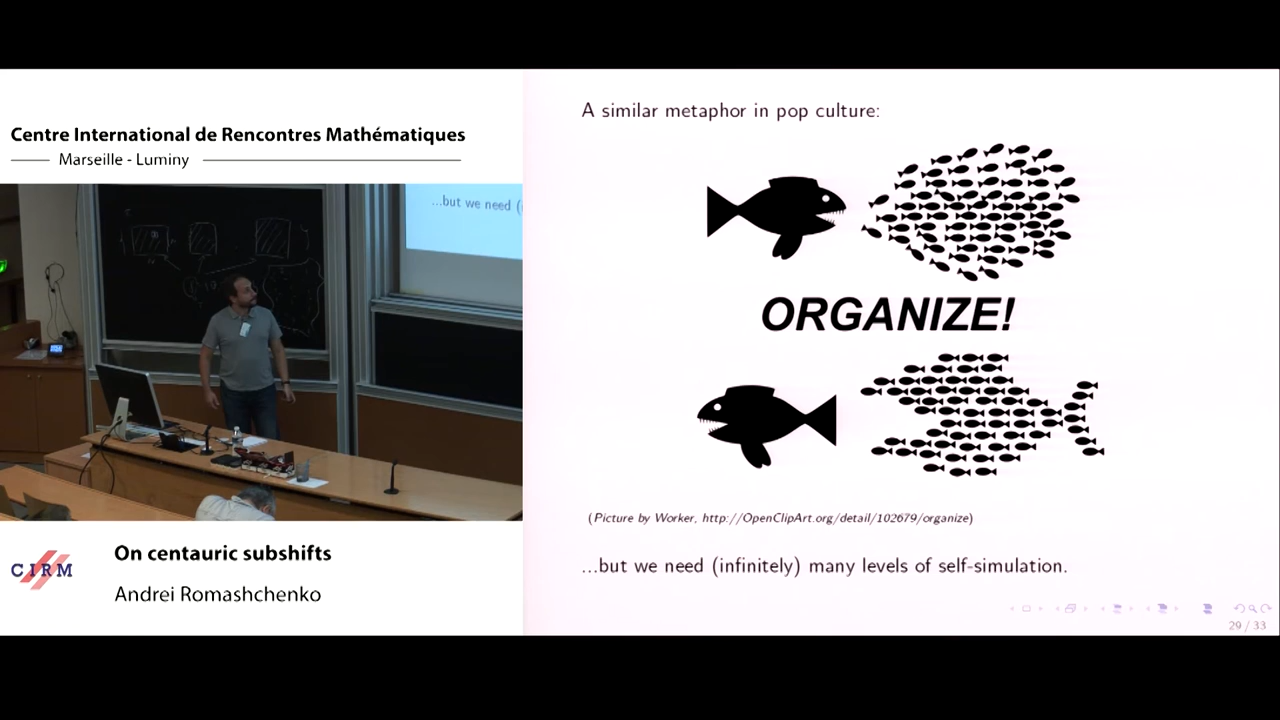 Centre International de Rencontres Mathématiques
Marseille - Luminy
...but we need (
CIRM
On centauric subshifts
Andrei Romashchenko
A similar metaphor in pop culture:
ORGANIZE!
(Picture by Worker, http://OpenClipArt.org/detail/102679/organize)
...but we need (infinitely) many levels of self-simulation.
29 / 33